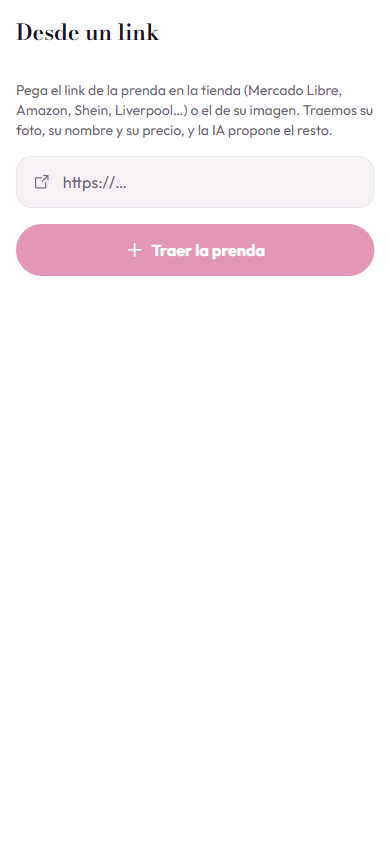 Desde un link
Pega el link de la prenda en la tienda (Mercado Libre,
Amazon, Shein, Liverpool…) o el de su imagen. Traemos su
foto, su nombre y su precio, y la IA propone el resto.
https://…
Traer la prenda